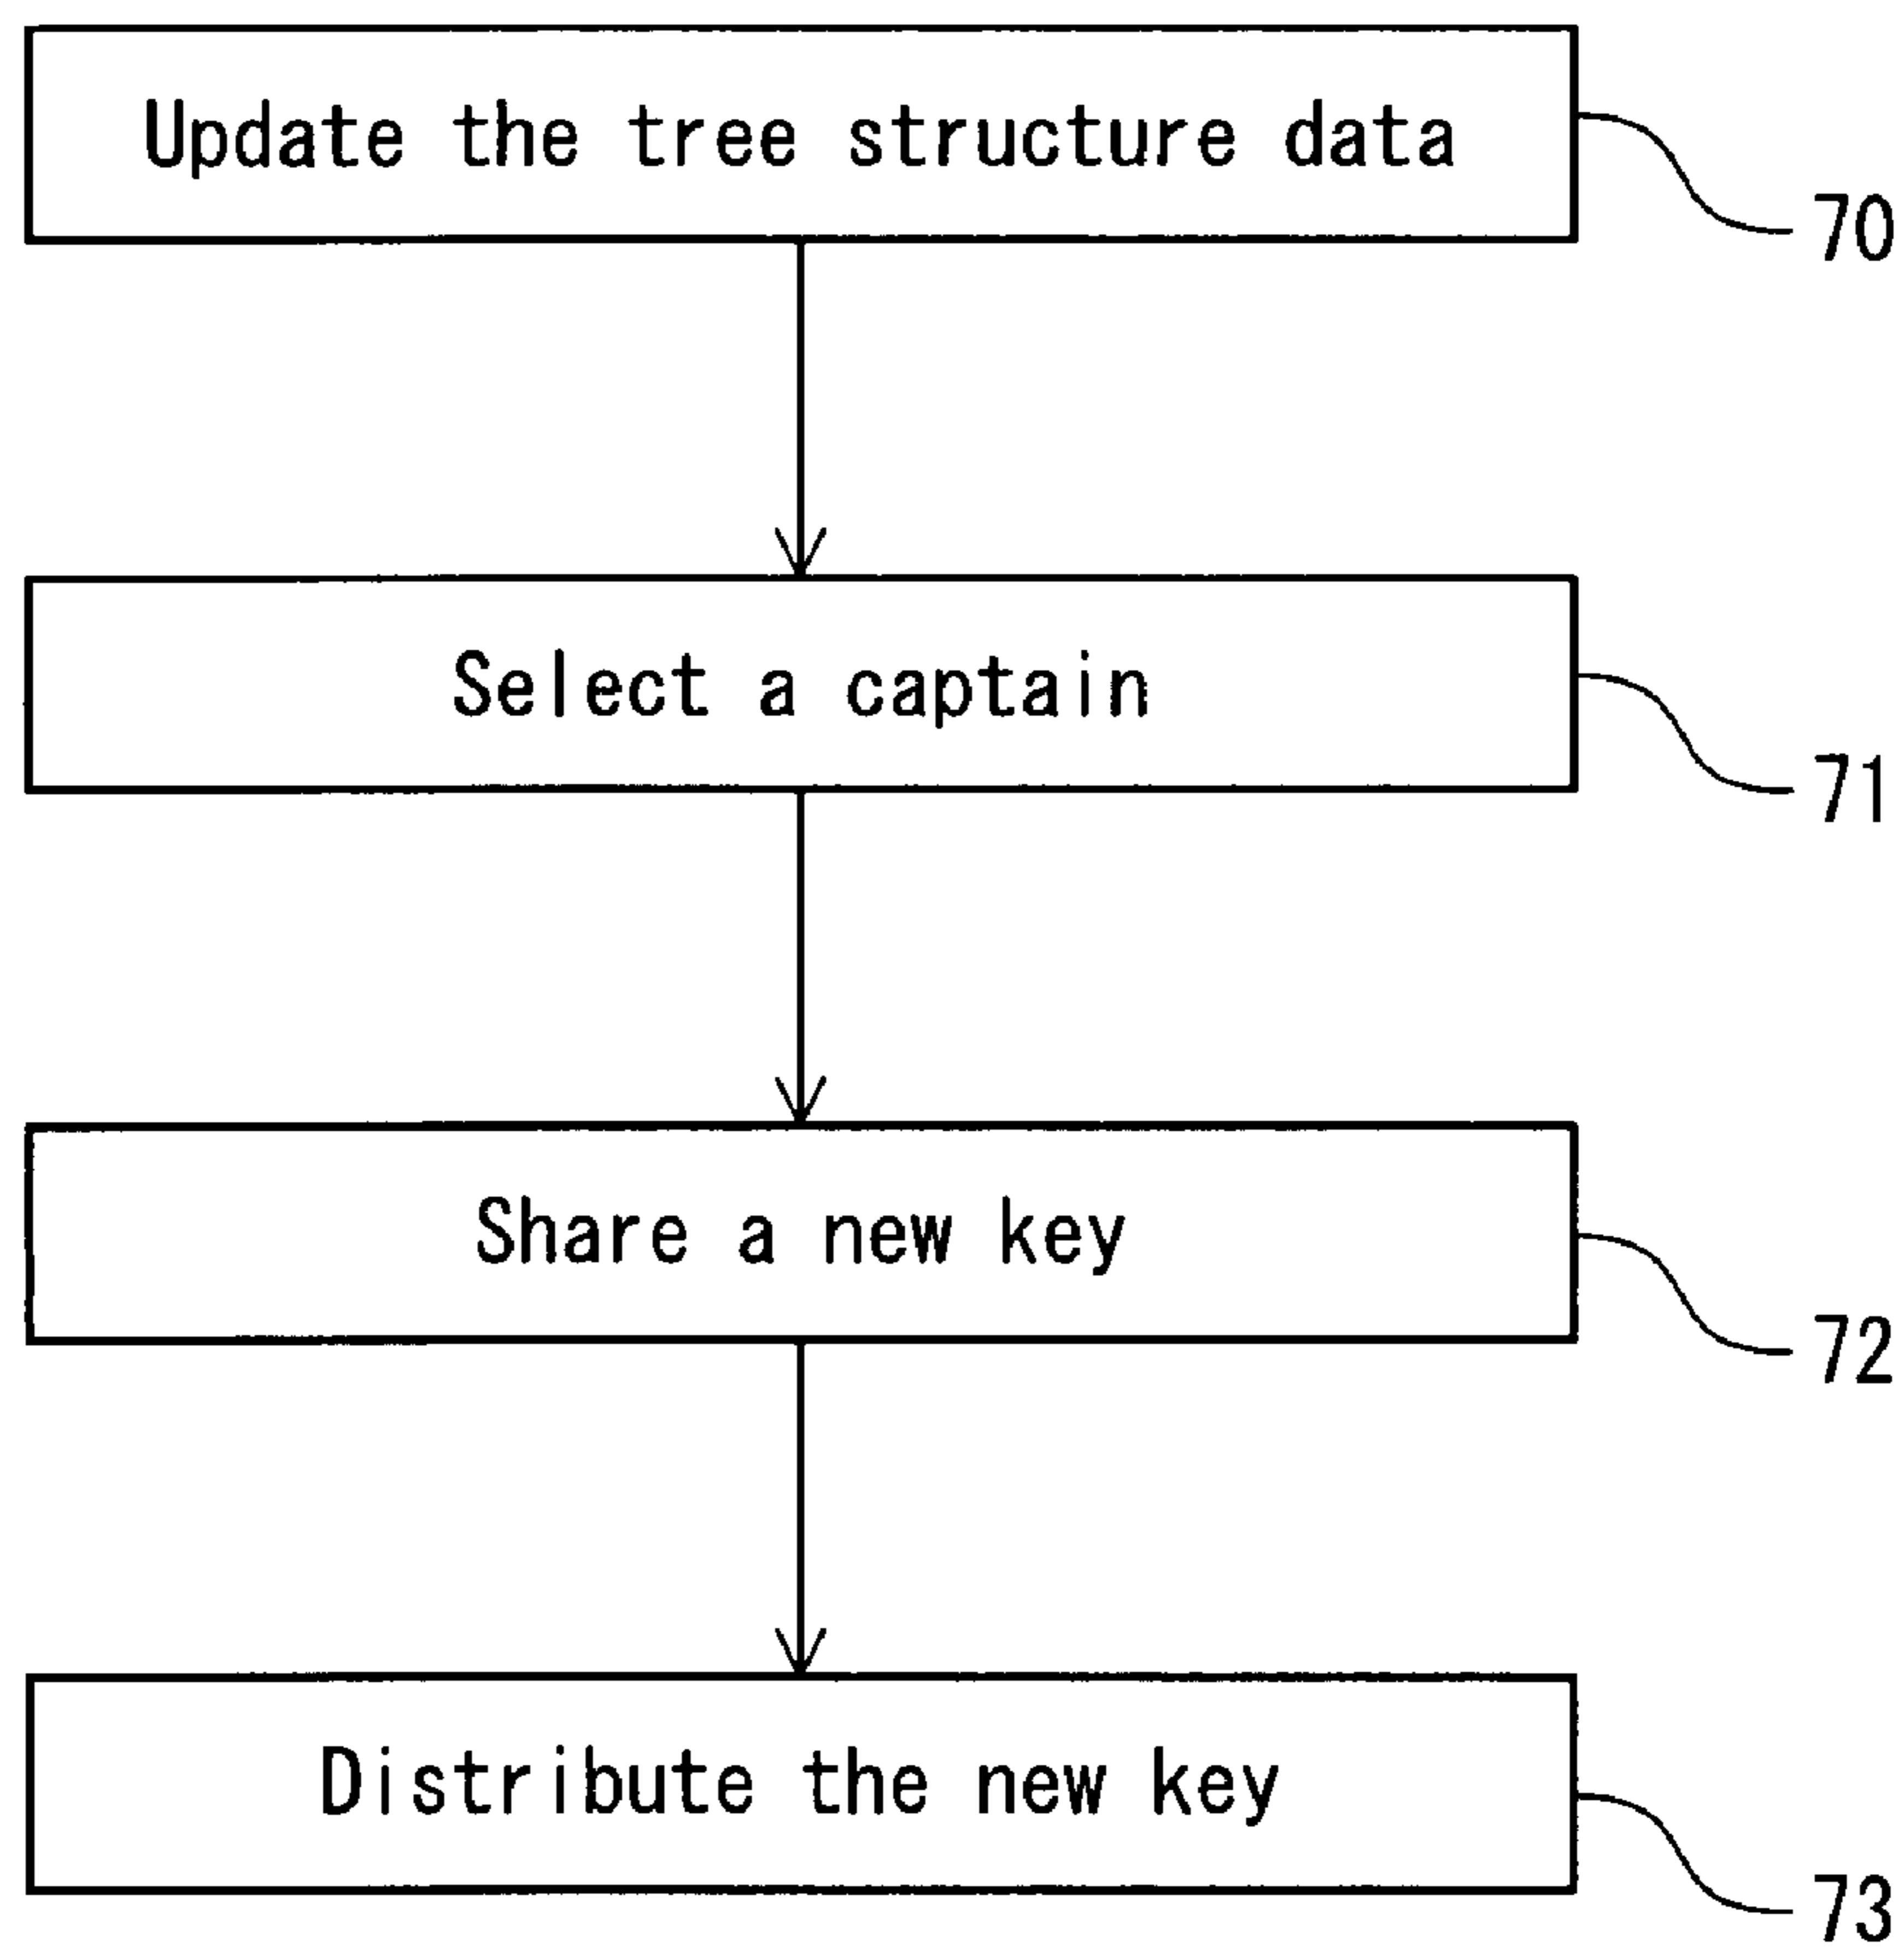 Update the tree structure data
70
Select a captain
71
Share a new key
72
Distribute the new key
73